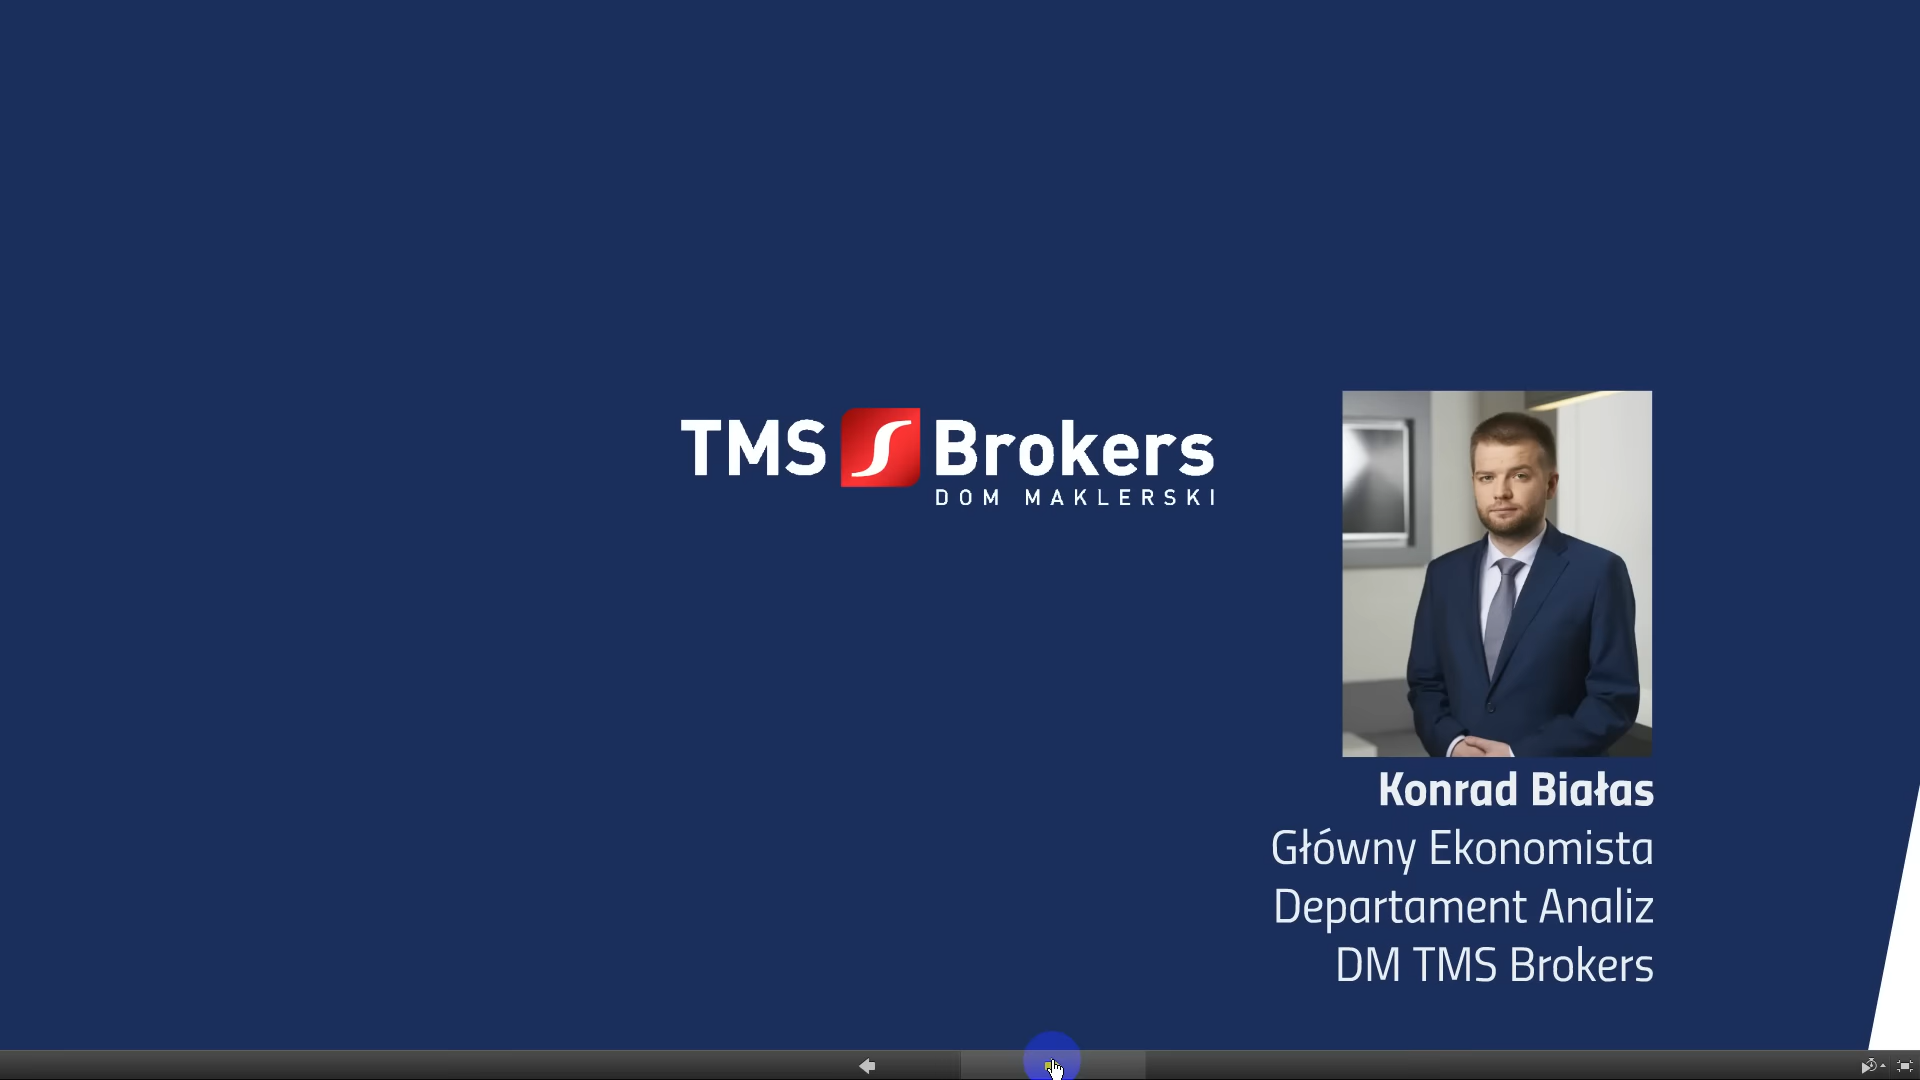 TMS Brokers
DOM MAKLERSKI
Konrad Białas
Główny Ekonomista
Departament Analiz
DM TMS Brokers